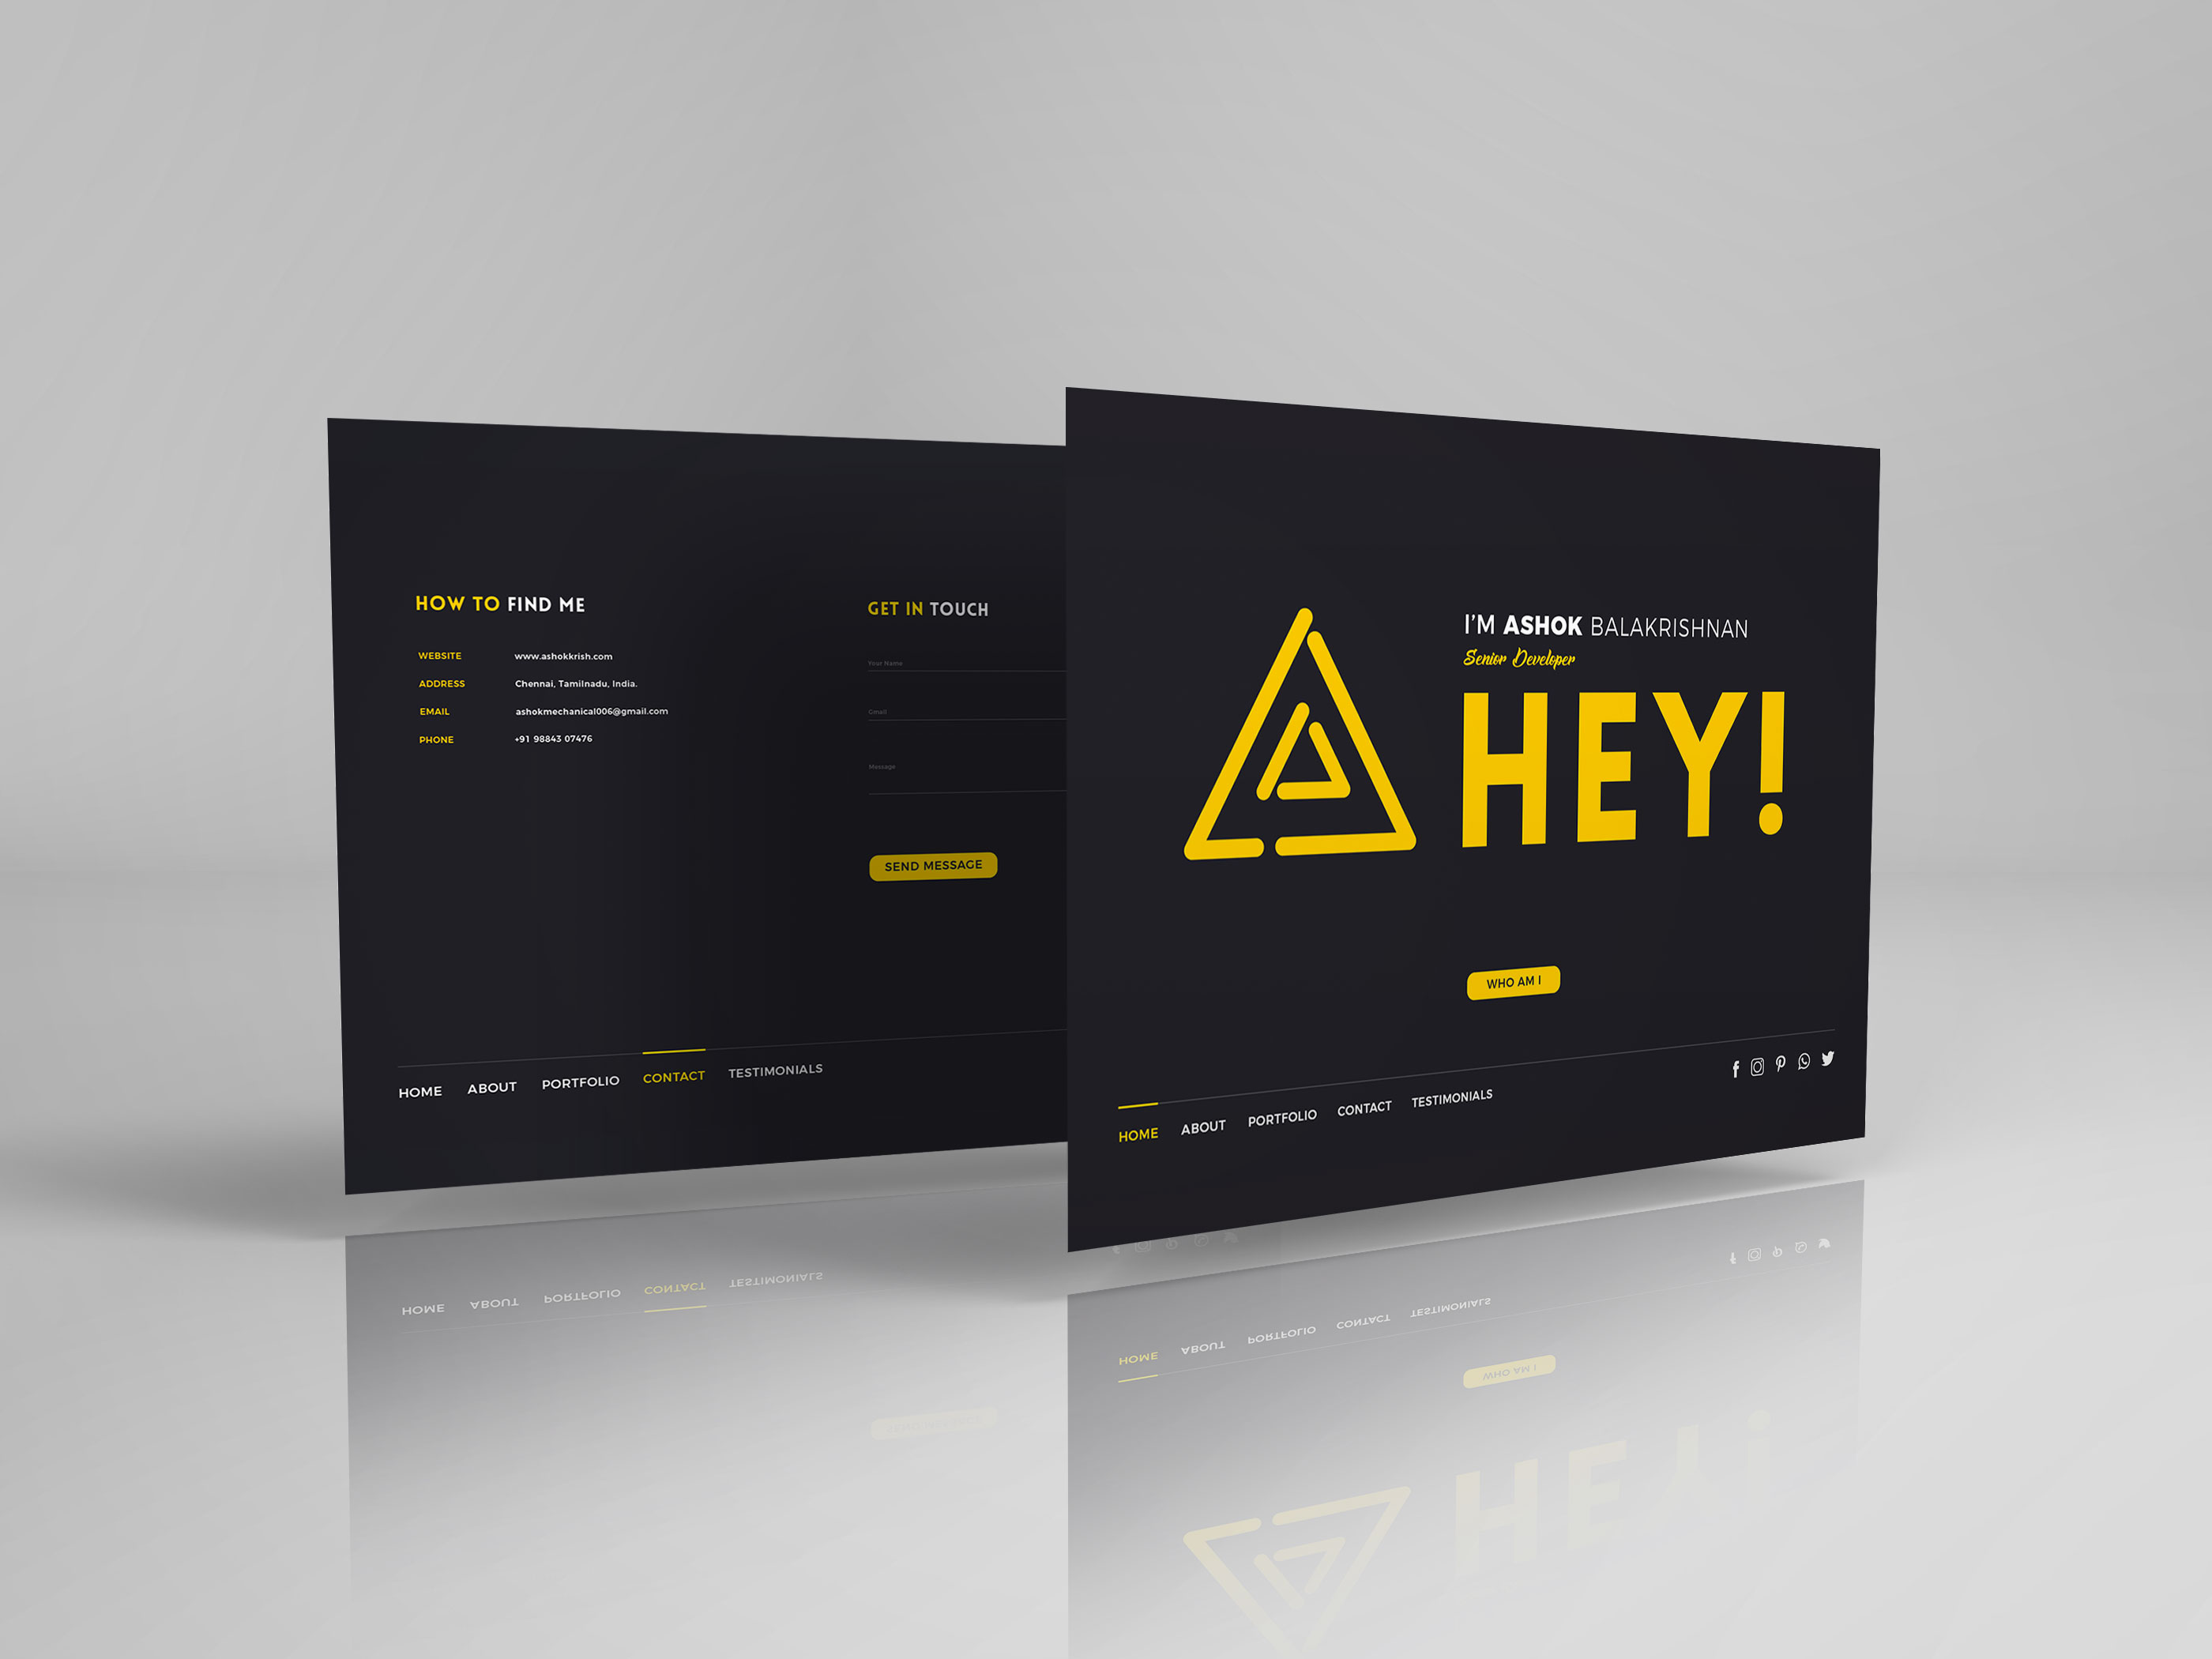 HOW TO FIND ME
WEBSITE www.ashokkrish.com
ADDRESS Chennai, Tamilnadu, India.
EMAIL ashokmechanical006@gmail.com
PHONE +91 98843 07476
GET IN TOUCH
Your Name
Gmail
Message
SEND MESSAGE
HOME ABOUT PORTFOLIO CONTACT TESTIMONIALS
I'M ASHOK BALAKRISHNAN
Senior Developer
HEY!
WHO AM I
HOME ABOUT PORTFOLIO CONTACT TESTIMONIALS